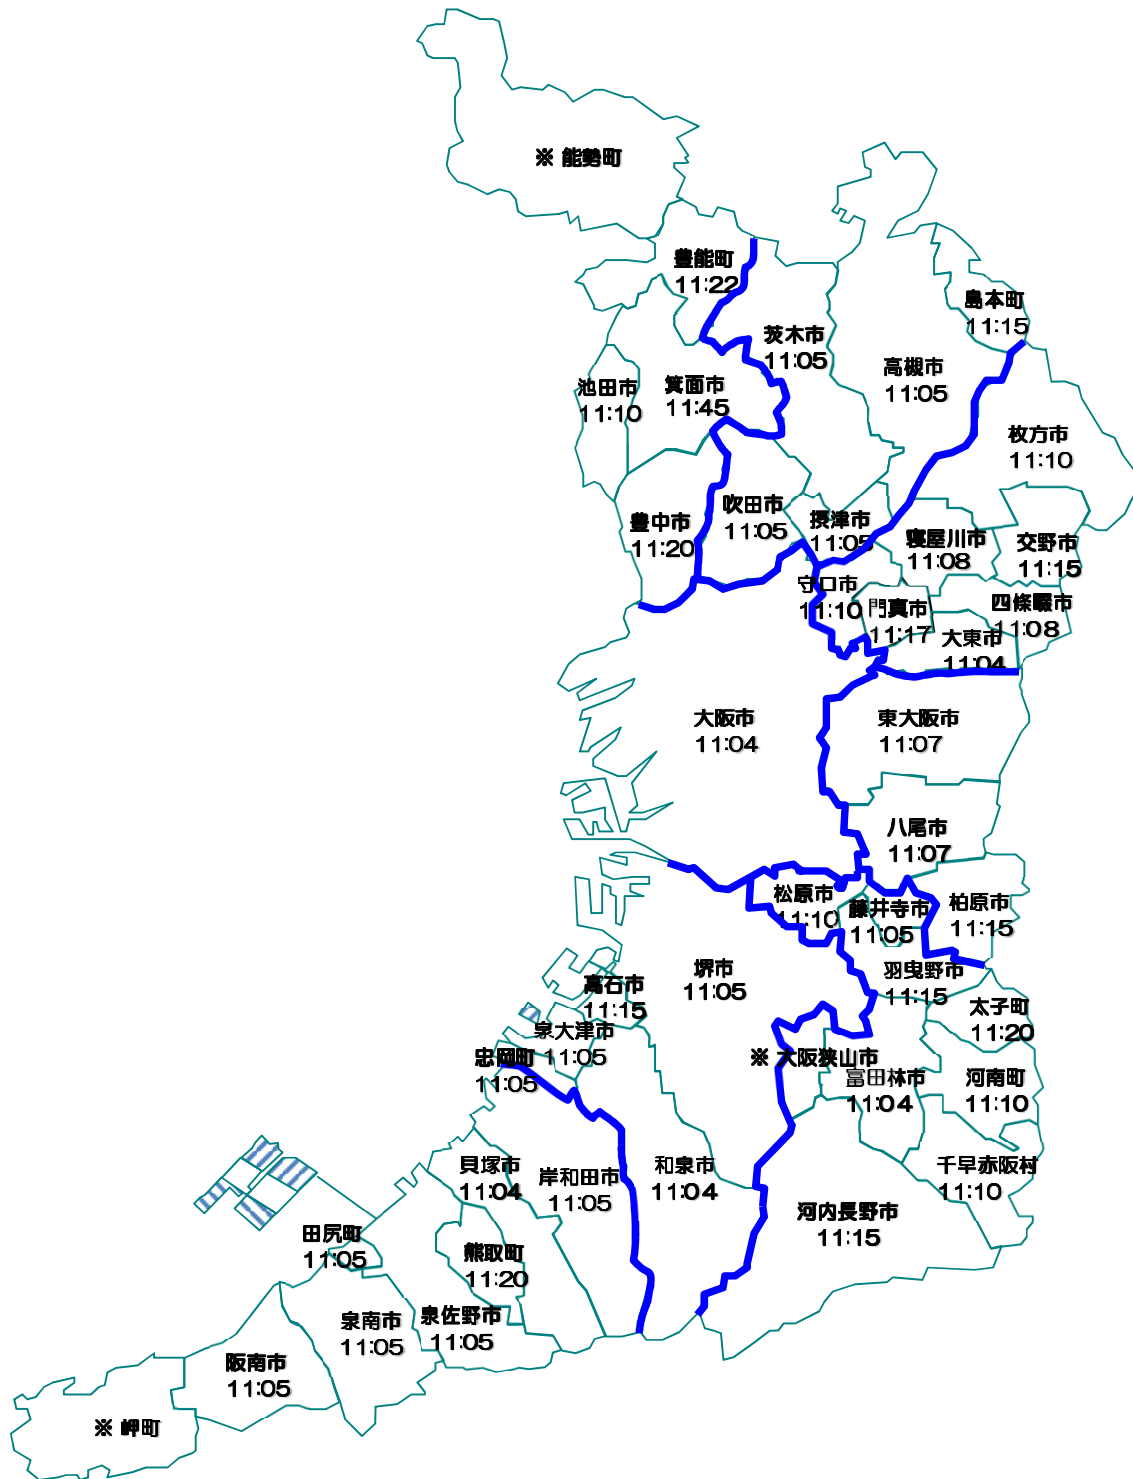 ※ 能勢町
豊能町
11:22
島本町
11:15
茨木市
11:05
高槻市
11:05
池田市
11:10
箕面市
11:45
枚方市
11:10
豊中市
11:20
吹田市
11:05
摂津市
11:05
寝屋川市
11:08
交野市
11:15
守口市
11:10
門真市
11:17
四條畷市
11:08
大東市
11:04
大阪市
11:04
東大阪市
11:07
八尾市
11:07
松原市
11:10
藤井寺市
11:05
柏原市
11:15
堺市
11:05
羽曳野市
11:15
高石市
11:15
太子町
11:20
泉大津市
11:05
忠岡町
11:05
※ 大阪狭山市
富田林市
11:04
河南町
11:10
貝塚市
11:04
岸和田市
11:05
和泉市
11:04
千早赤阪村
11:10
河内長野市
11:15
田尻町
11:05
熊取町
11:20
泉佐野市
11:05
泉南市
11:05
阪南市
11:05
※ 岬町